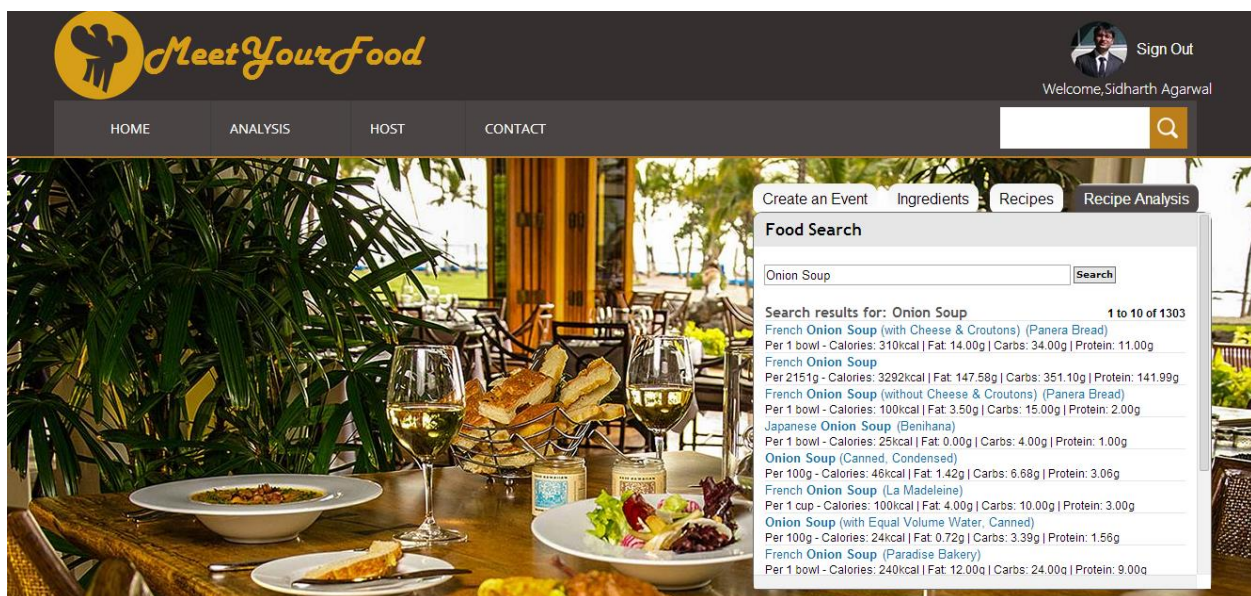 MeetYourFood
Sign Out
Welcome,Sidharth Agarwal
HOME ANALYSIS HOST CONTACT
Create an Event Ingredients Recipes Recipe Analysis
Food Search
Onion Soup Search
Search results for: Onion Soup 1 to 10 of 1303
French Onion Soup (with Cheese & Croutons) (Panera Bread)
Per 1 bowl - Calories: 310kcal | Fat: 14.00g | Carbs: 34.00g | Protein: 11.00g
French Onion Soup
Per 2151g - Calories: 3292kcal | Fat: 147.58g | Carbs: 351.10g | Protein: 141.99g
French Onion Soup (without Cheese & Croutons) (Panera Bread)
Per 1 bowl - Calories: 100kcal | Fat: 3.50g | Carbs: 15.00g | Protein: 2.00g
Japanese Onion Soup (Benihana)
Per 1 bowl - Calories: 25kcal | Fat: 0.00g | Carbs: 4.00g | Protein: 1.00g
Onion Soup (Canned, Condensed)
Per 100g - Calories: 46kcal | Fat: 1.42g | Carbs: 6.68g | Protein: 3.06g
French Onion Soup (La Madeleine)
Per 1 cup - Calories: 100kcal | Fat: 4.00g | Carbs: 10.00g | Protein: 3.00g
Onion Soup (with Equal Volume Water, Canned)
Per 100g - Calories: 24kcal | Fat: 0.72g | Carbs: 3.39g | Protein: 1.56g
French Onion Soup (Paradise Bakery)
Per 1 bowl - Calories: 240kcal | Fat: 12.00g | Carbs: 24.00g | Protein: 9.00g